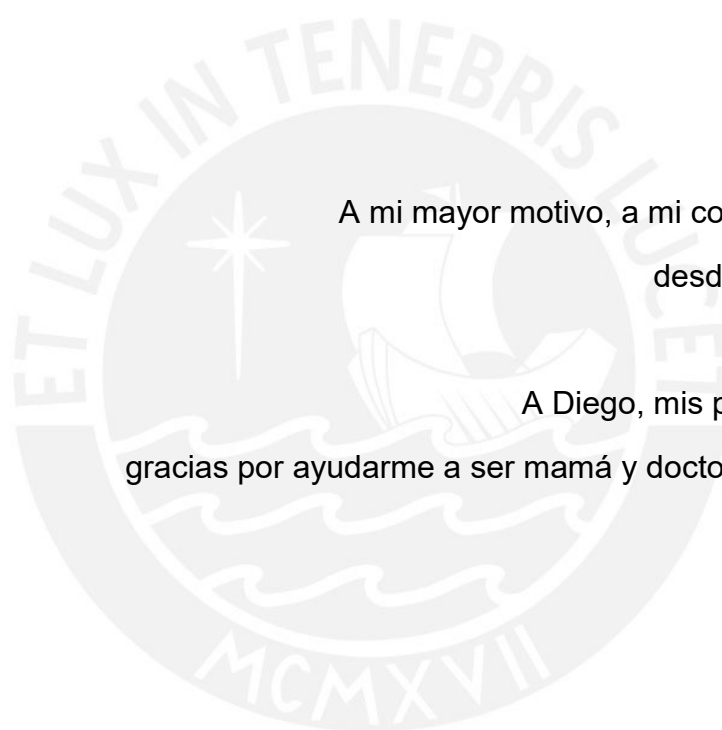 ET LUX IN TENEBRIS LUCET
A mi mayor motivo, a mi
A Diego, mis
gracias por ayudarme a ser mamá y
MCMXVII